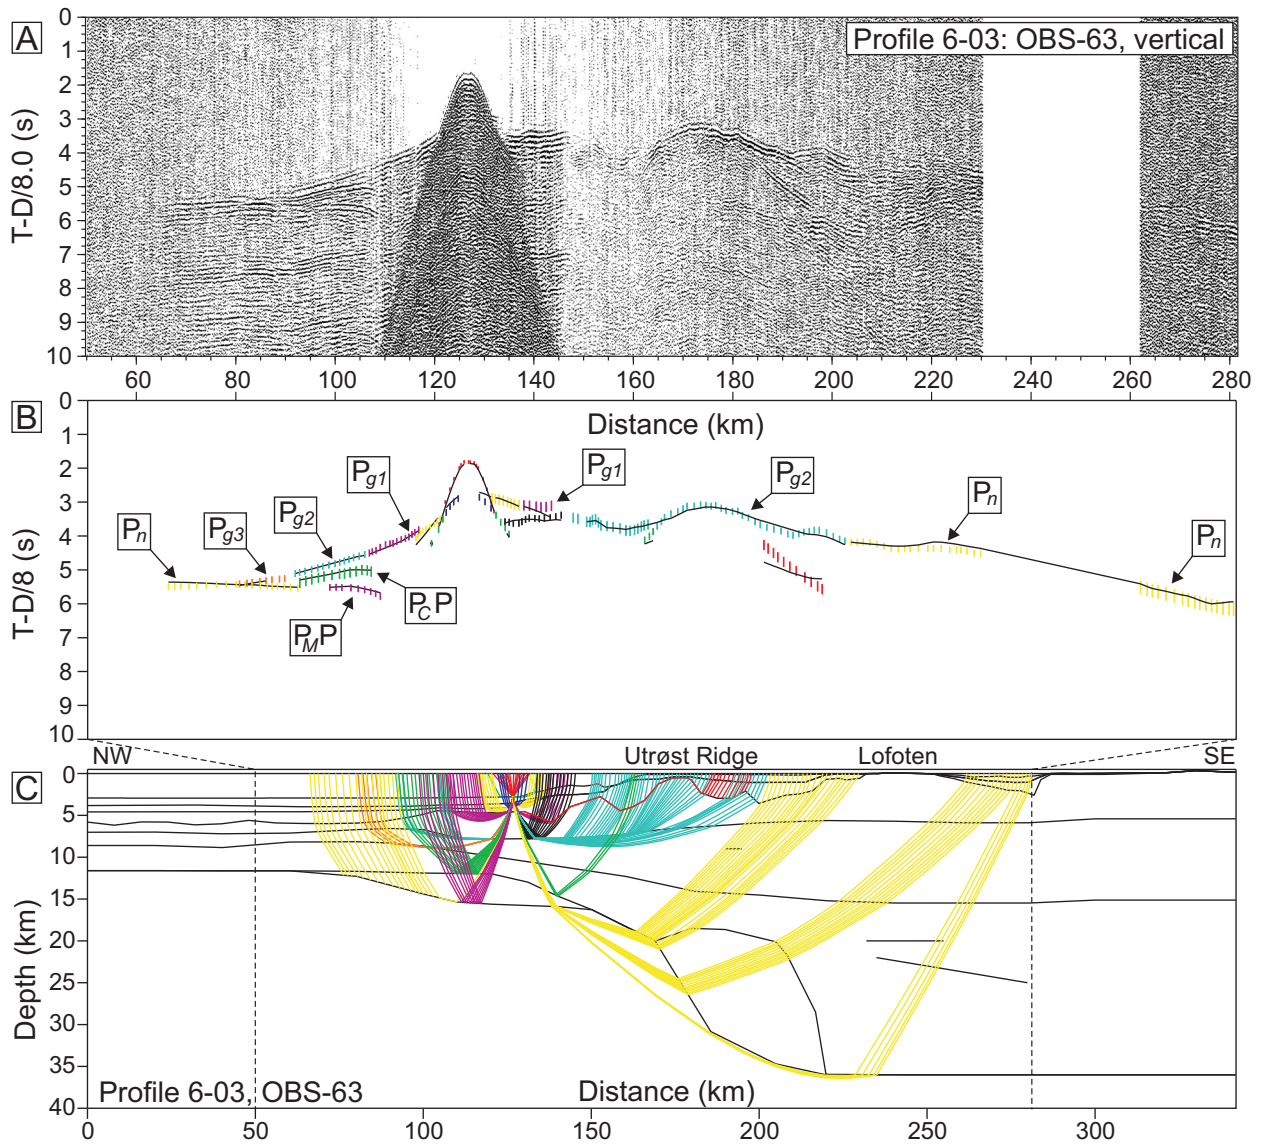 A
Profile 6-03: OBS-63, vertical
T-D/8.0 (s)
0
1
2
3
4
5
6
7
8
9
10
60 80 100 120 140 160 180 200 220 240 260 280
B
Distance (km)
T-D/8 (s)
0
1
2
3
4
5
6
7
8
9
10
Pn
Pg3
Pg2
Pg1
Pg1
Pg2
Pn
Pn
PCP
PMP
NW Utrøst Ridge Lofoten SE
C
Depth (km)
0
5
10
15
20
25
30
35
40
Profile 6-03, OBS-63
Distance (km)
0 50 100 150 200 250 300